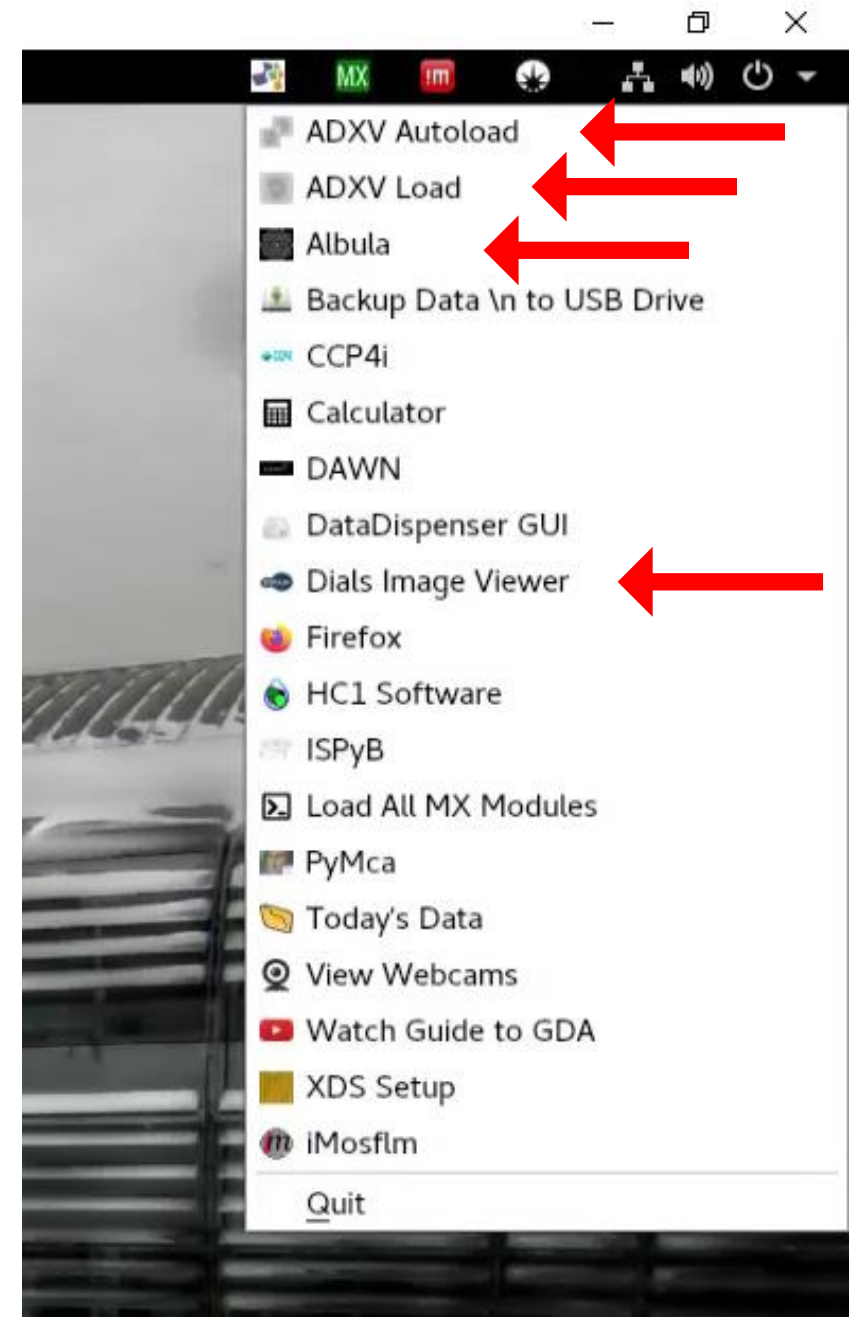 MX
ADXV Autoload
ADXV Load
Albula
Backup Data \n to USB Drive
CCP4i
Calculator
DAWN
DataDispenser GUI
Dials Image Viewer
Firefox
HC1 Software
ISPyB
Load All MX Modules
PyMca
Today's Data
View Webcams
Watch Guide to GDA
XDS Setup
iMosflm
Quit